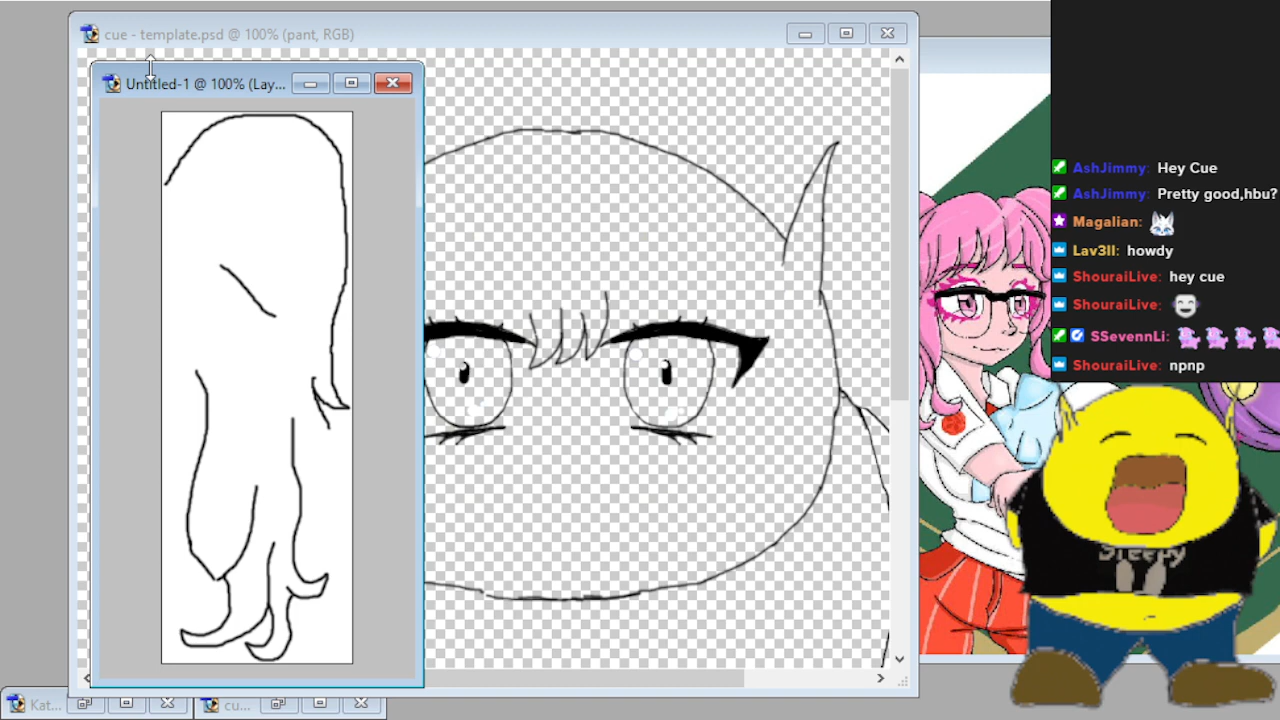 cue - template.psd @ 100% (pant, RGB)
Untitled-1 @ 100% (Lay...
AshJimmy: Hey Cue
AshJimmy: Pretty good,hbu?
Magalian:
Lav3ll: howdy
ShouraiLive: hey cue
ShouraiLive:
SSevennLi:
ShouraiLive: npnp
Sleepy
Kat...
cu...